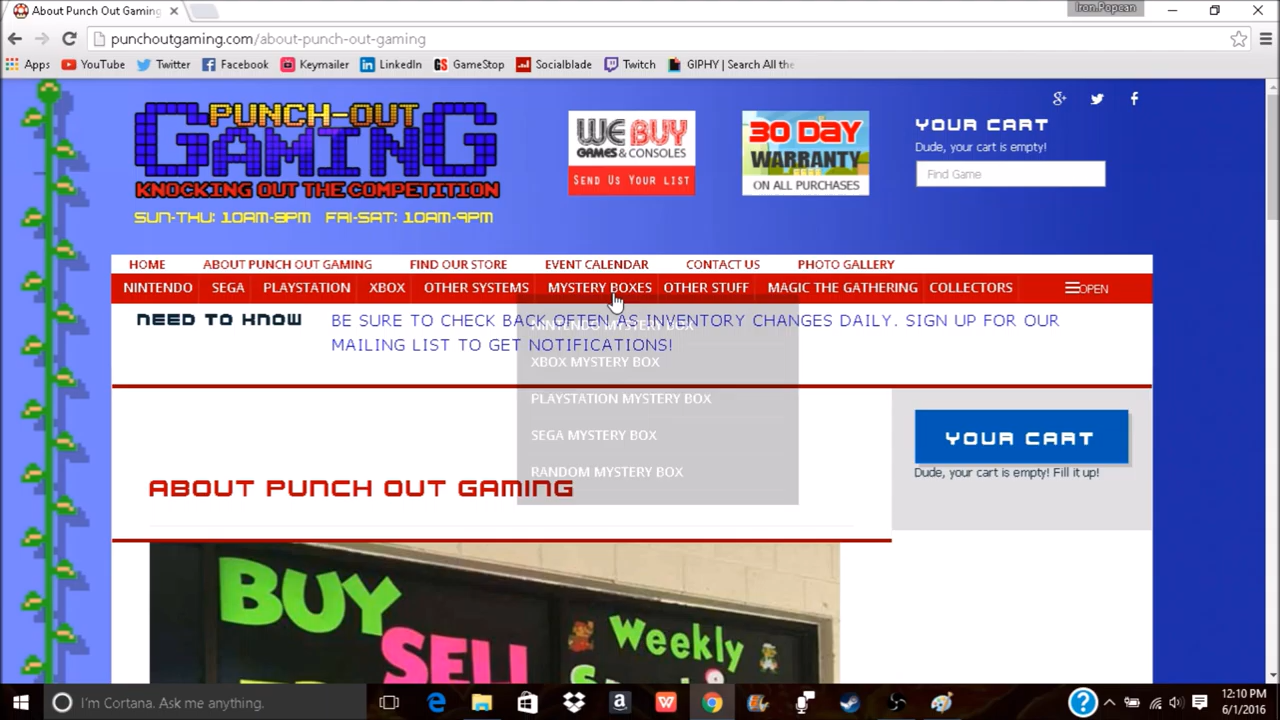 About Punch Out Gaming
Iron.Popcan
punchoutgaming.com/about-punch-out-gaming
Apps YouTube Twitter Facebook Keymailer LinkedIn GameStop Socialblade Twitch GIPHY | Search All the
PUNCH-OUT
GAMING
KNOCKING OUT THE COMPETITION
SUN-THU: 10AM-8PM FRI-SAT: 10AM-9PM
WE BUY
GAMES & CONSOLES
SEND US YOUR LIST
30 DAY
WARRANTY
ON ALL PURCHASES
YOUR CART
Dude, your cart is empty!
Find Game
HOME ABOUT PUNCH OUT GAMING FIND OUR STORE EVENT CALENDAR CONTACT US PHOTO GALLERY
NINTENDO SEGA PLAYSTATION XBOX OTHER SYSTEMS MYSTERY BOXES OTHER STUFF MAGIC THE GATHERING COLLECTORS OPEN
NEED TO KNOW
BE SURE TO CHECK BACK OFTEN AS INVENTORY CHANGES DAILY. SIGN UP FOR OUR
MAILING LIST TO GET NOTIFICATIONS!
NINTENDO MYSTERY BOX
XBOX MYSTERY BOX
PLAYSTATION MYSTERY BOX
SEGA MYSTERY BOX
RANDOM MYSTERY BOX
YOUR CART
Dude, your cart is empty! Fill it up!
ABOUT PUNCH OUT GAMING
BUY
SELL
Weekly
I'm Cortana. Ask me anything.
12:10 PM
6/1/2016